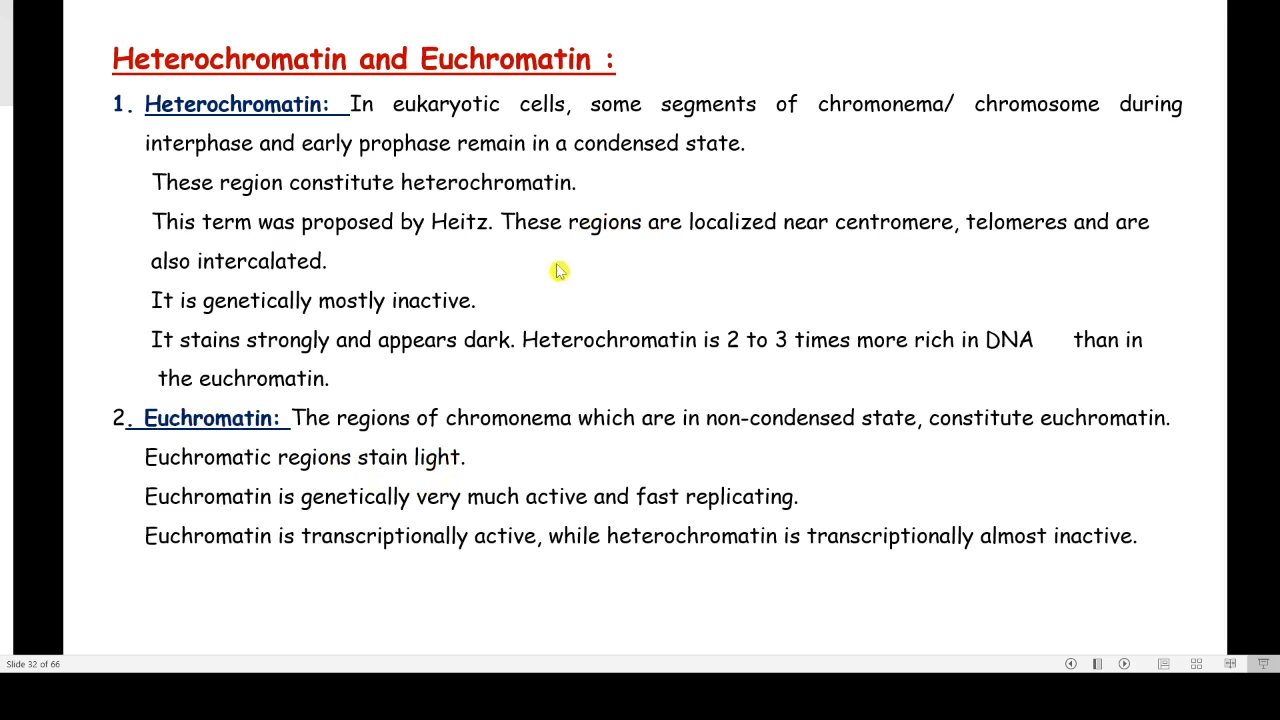 Heterochromatin and Euchromatin :
1. Heterochromatin: In eukaryotic cells, some segments of chromonema/ chromosome during
interphase and early prophase remain in a condensed state.
These region constitute heterochromatin.
This term was proposed by Heitz. These regions are localized near centromere, telomeres and are
also intercalated.
It is genetically mostly inactive.
It stains strongly and appears dark. Heterochromatin is 2 to 3 times more rich in DNA than in
the euchromatin.
2. Euchromatin: The regions of chromonema which are in non-condensed state, constitute euchromatin.
Euchromatic regions stain light.
Euchromatin is genetically very much active and fast replicating.
Euchromatin is transcriptionally active, while heterochromatin is transcriptionally almost inactive.
Slide 32 of 66